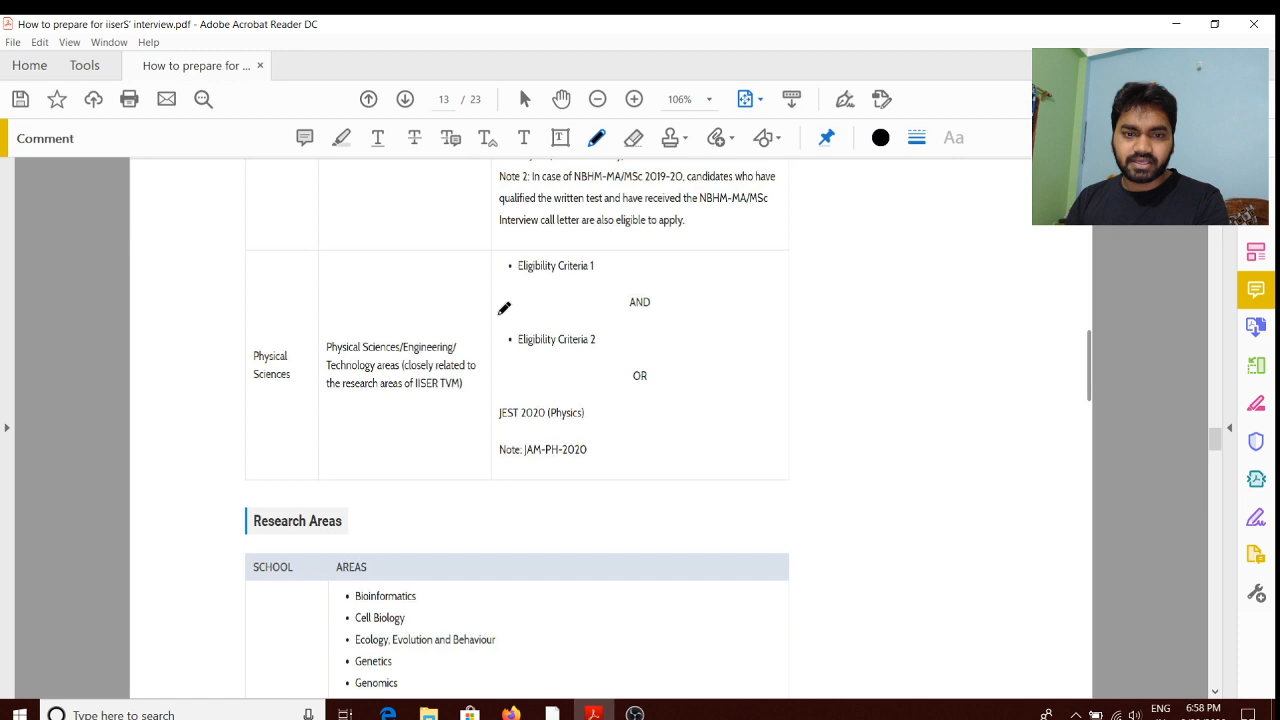 How to prepare for iiserS' interview.pdf - Adobe Acrobat Reader DC
File Edit View Window Help
Home Tools How to prepare for ... ×
13 / 23 106%
Comment
Aa
Note 2: In case of NBHM-MA/MSc 2019-20, candidates who have
qualified the written test and have received the NBHM-MA/MSc
Interview call letter are also eligible to apply.
• Eligibility Criteria 1
AND
• Eligibility Criteria 2
OR
JEST 2020 (Physics)
Note: JAM-PH-2020
Physical
Sciences
Physical Sciences/Engineering/
Technology areas (closely related to
the research areas of IISER TVM)
Research Areas
SCHOOL AREAS
• Bioinformatics
• Cell Biology
• Ecology, Evolution and Behaviour
• Genetics
• Genomics
Type here to search
ENG 6:58 PM